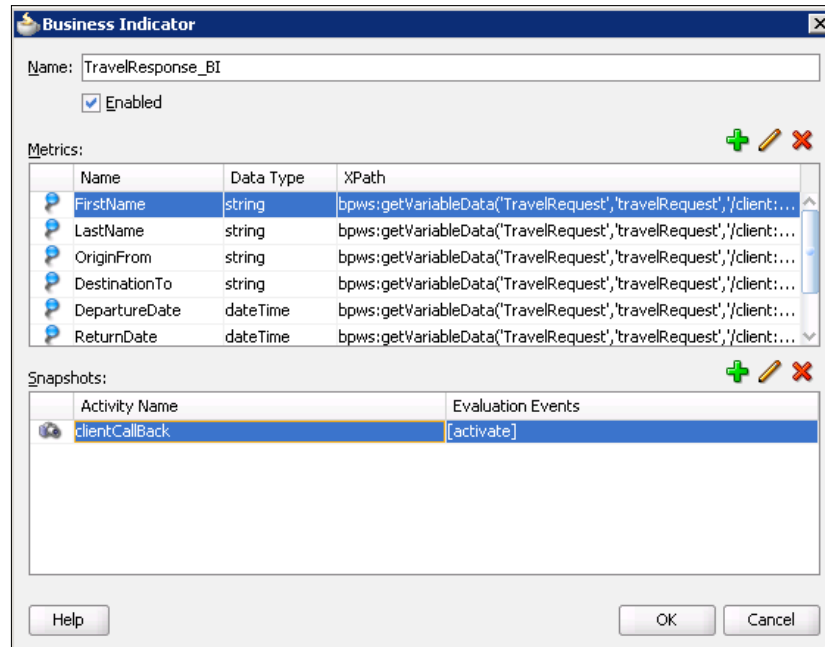 Business Indicator
Name: TravelResponse_BI
Enabled
Metrics:
Name Data Type XPath
FirstName string bpws:getVariableData('TravelRequest','travelRequest','/client:...
LastName string bpws:getVariableData('TravelRequest','travelRequest','/client:...
OriginFrom string bpws:getVariableData('TravelRequest','travelRequest','/client:...
DestinationTo string bpws:getVariableData('TravelRequest','travelRequest','/client:...
DepartureDate dateTime bpws:getVariableData('TravelRequest','travelRequest','/client:...
ReturnDate dateTime bpws:getVariableData('TravelRequest','travelRequest','/client:...
Snapshots:
Activity Name Evaluation Events
clientCallBack [activate]
Help OK Cancel